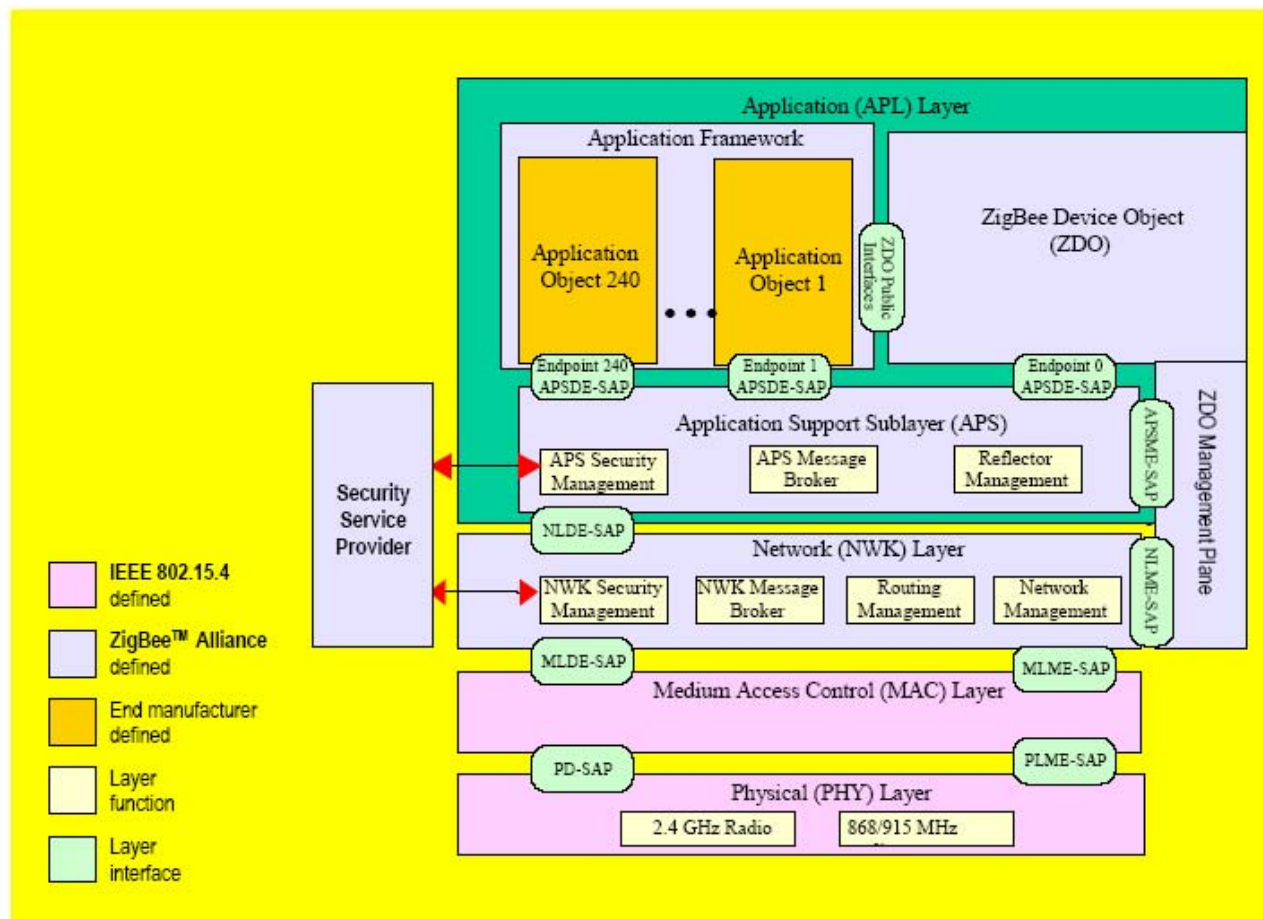 Application (APL) Layer
Application Framework
Application
Object 240
• • •
Application
Object 1
ZDO Public
Interfaces
ZigBee Device Object
(ZDO)
Endpoint 240
APSDE-SAP
Endpoint 1
APSDE-SAP
Endpoint 0
APSDE-SAP
Application Support Sublayer (APS)
APS Security
Management
APS Message
Broker
Reflector
Management
APSME-SAP
ZDO Management Plane
Security
Service
Provider
NLDE-SAP
Network (NWK) Layer
NWK Security
Management
NWK Message
Broker
Routing
Management
Network
Management
NLME-SAP
MLDE-SAP
MLME-SAP
Medium Access Control (MAC) Layer
PD-SAP
PLME-SAP
Physical (PHY) Layer
2.4 GHz Radio
868/915 MHz
IEEE 802.15.4
defined
ZigBee™ Alliance
defined
End manufacturer
defined
Layer
function
Layer
interface